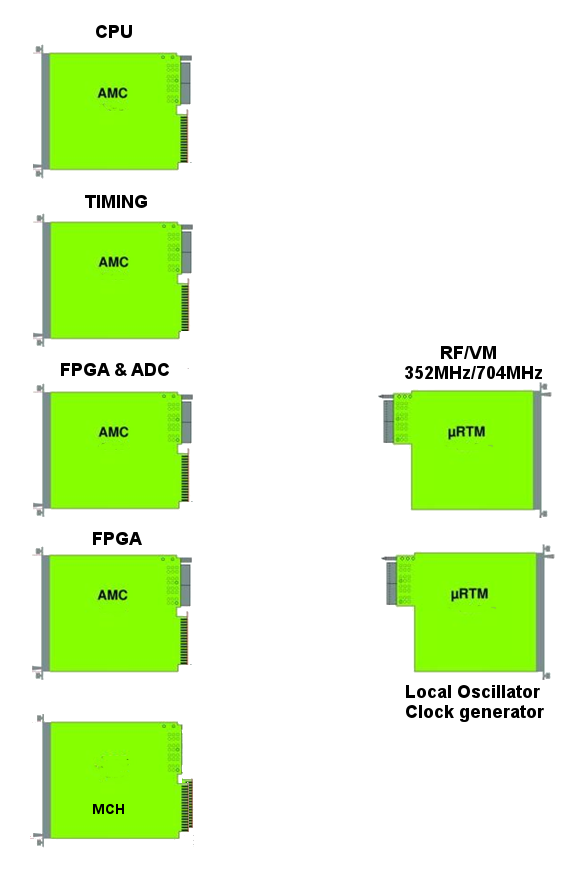 CPU
AMC
TIMING
AMC
FPGA & ADC
AMC
RF/VM
352MHz/704MHz
µRTM
FPGA
AMC
µRTM
Local Oscillator
Clock generator
MCH